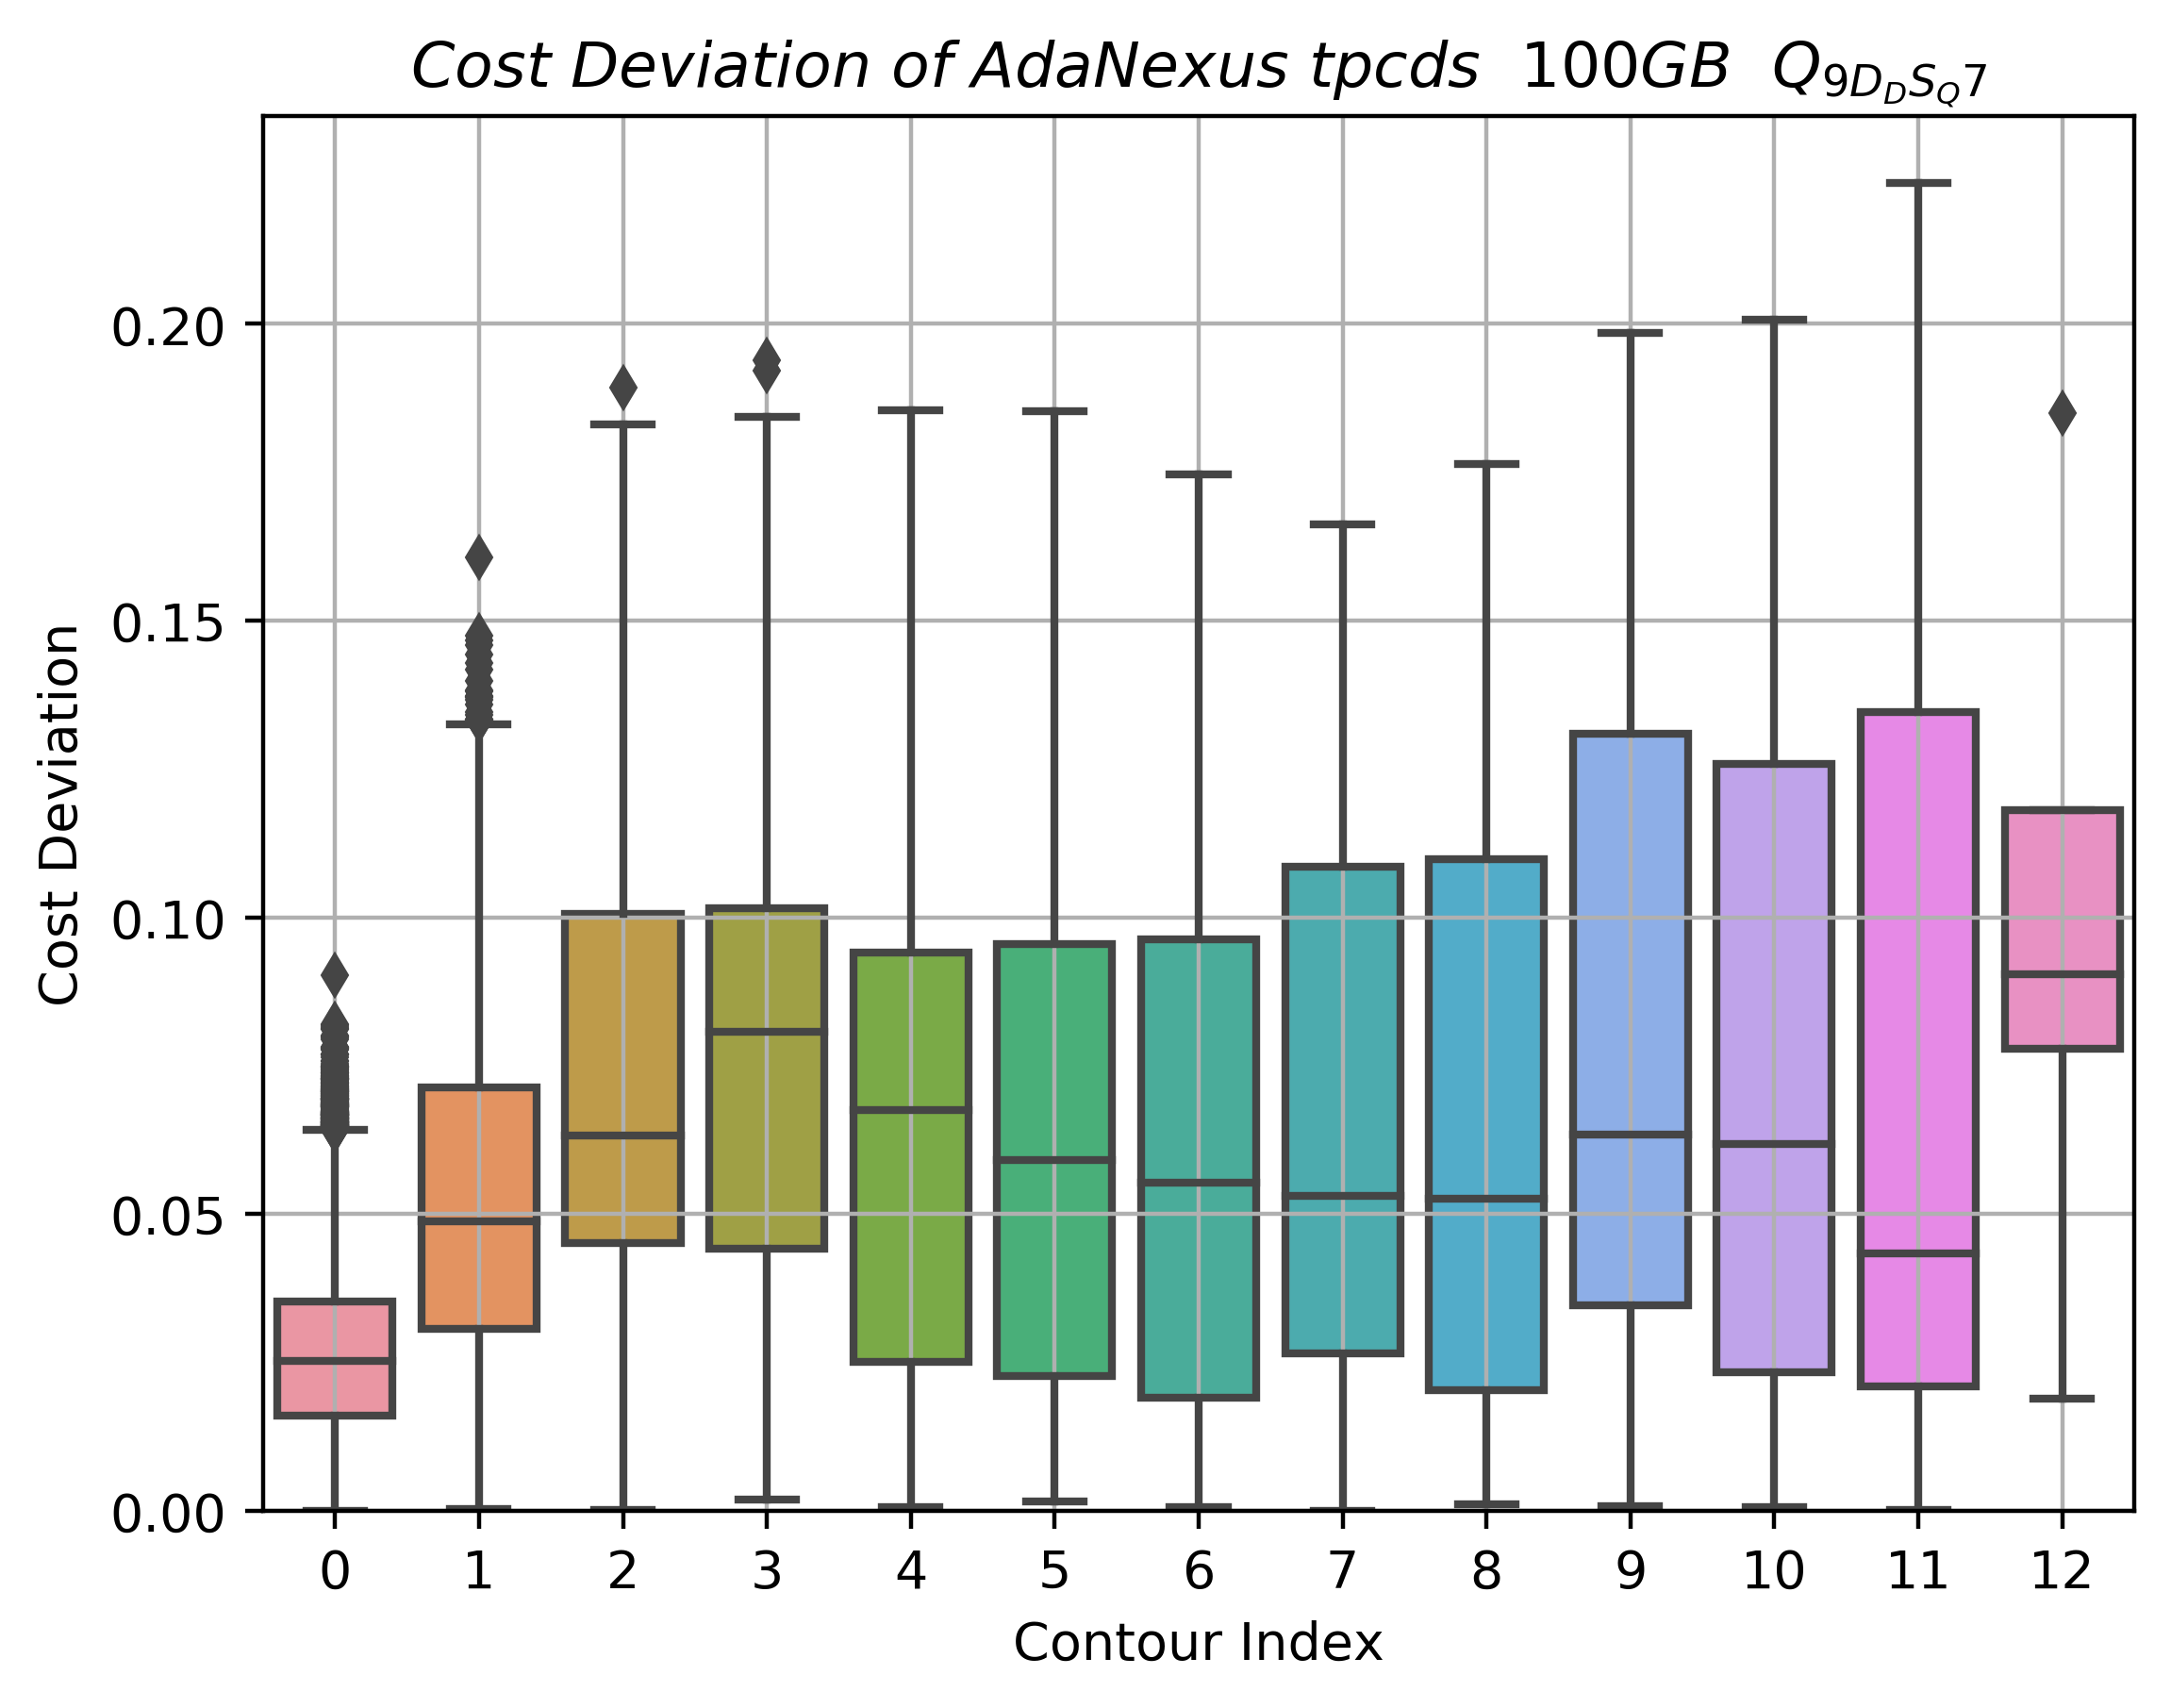 Cost Deviation of AdaNexus tpcds 100GB Q9DDSQ7
Cost Deviation
0.20
0.15
0.10
0.05
0.00
0 1 2 3 4 5 6 7 8 9 10 11 12
Contour Index